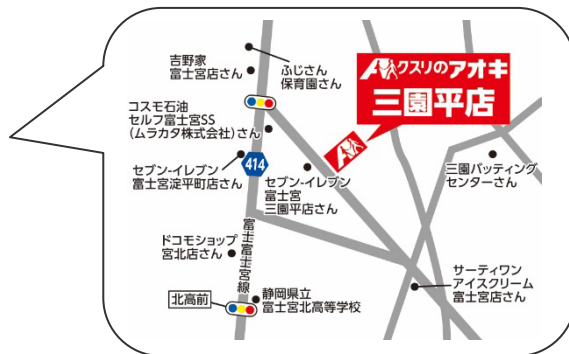 吉野家
富士宮店さん
ふじさん
保育園さん
クスリのアオキ
三園平店
コスモ石油
セルフ富士宮SS
(ムラカタ株式会社)さん
セブン-イレブン
富士宮淀平町店さん
414
セブン-イレブン
富士宮
三園平店さん
三園バッティング
センターさん
富士富士宮線
ドコモショップ
宮北店さん
サーティワン
アイスクリーム
富士宮店さん
北高前
静岡県立
富士宮北高等学校